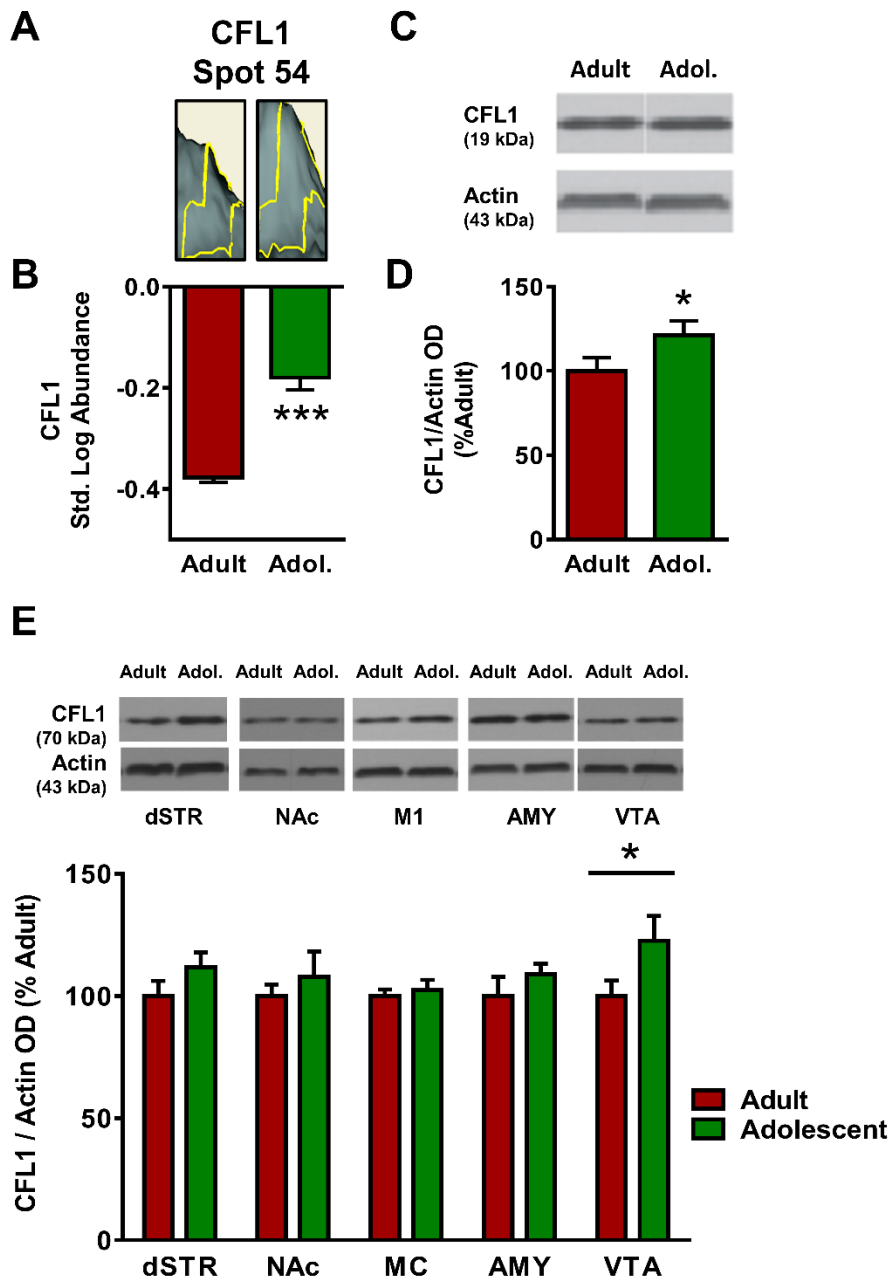 A
CFL1
Spot 54
B
0.0
-0.2
-0.4
CFL1
Std. Log Abundance
***
Adult Adol.
C
Adult Adol.
CFL1
(19 kDa)
Actin
(43 kDa)
D
150
100
50
0
CFL1/Actin OD
(%Adult)
*
Adult Adol.
E
Adult Adol. Adult Adol. Adult Adol. Adult Adol. Adult Adol.
CFL1
(70 kDa)
Actin
(43 kDa)
dSTR NAc M1 AMY VTA
*
150
100
50
0
CFL1 / Actin OD (% Adult)
Adult
Adolescent
dSTR NAc MC AMY VTA